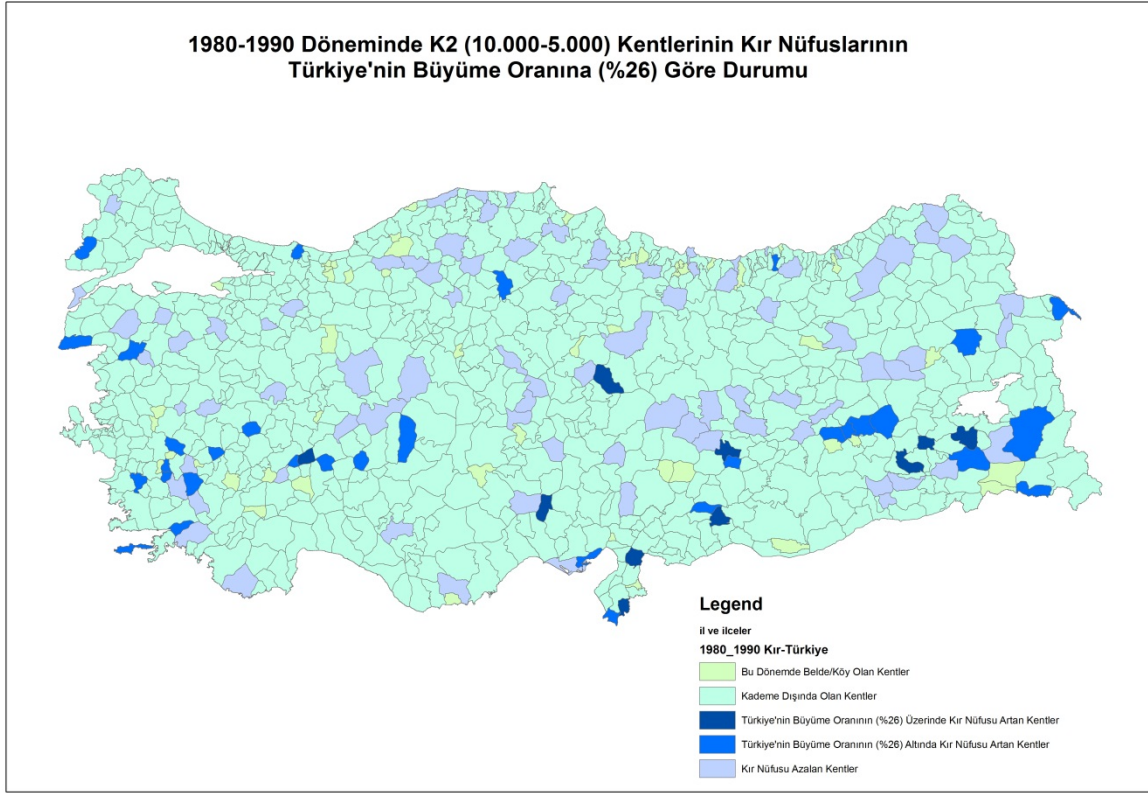 1980-1990 Döneminde K2 (10.000-5.000) Kentlerinin Kır Nüfuslarının
Türkiye'nin Büyüme Oranına (%26) Göre Durumu
Legend
il ve ilceler
1980_1990 Kır-Türkiye
Bu Dönemde Belde/Köy Olan Kentler
Kademe Dışında Olan Kentler
Türkiye'nin Büyüme Oranının (%26) Üzerinde Kır Nüfusu Artan Kentler
Türkiye'nin Büyüme Oranının (%26) Altında Kır Nüfusu Artan Kentler
Kır Nüfusu Azalan Kentler